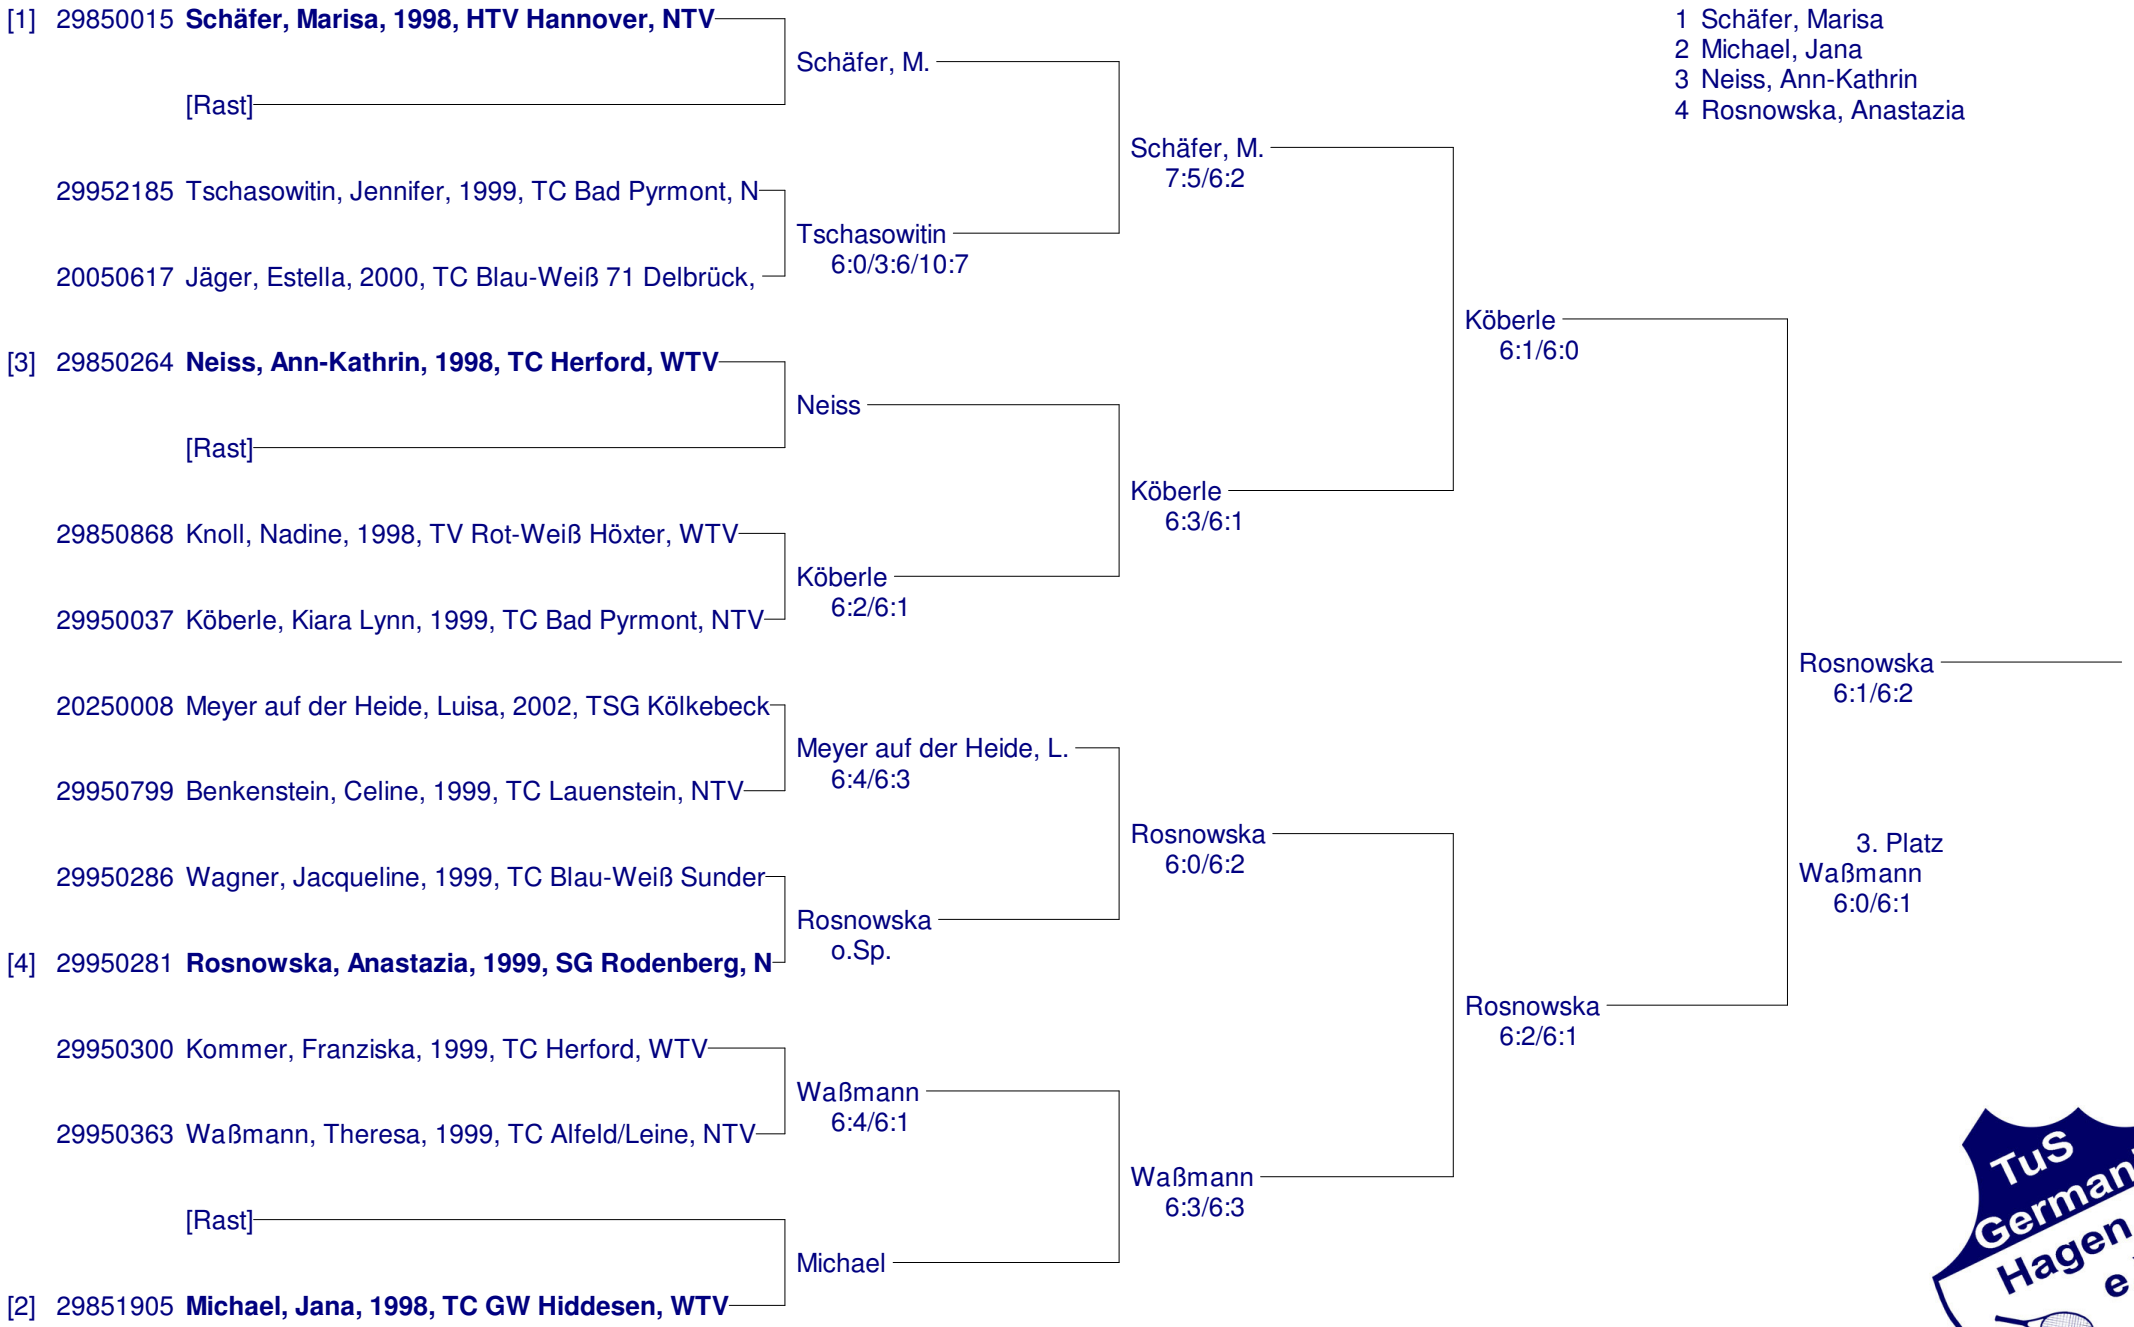 [1] 29850015 Schäfer, Marisa, 1998, HTV Hannover, NTV
[Rast]
29952185 Tschasowitin, Jennifer, 1999, TC Bad Pyrmont, N
20050617 Jäger, Estella, 2000, TC Blau-Weiß 71 Delbrück,
[3] 29850264 Neiss, Ann-Kathrin, 1998, TC Herford, WTV
[Rast]
29850868 Knoll, Nadine, 1998, TV Rot-Weiß Höxter, WTV
29950037 Köberle, Kiara Lynn, 1999, TC Bad Pyrmont, NTV
20250008 Meyer auf der Heide, Luisa, 2002, TSG Kölkebeck
29950799 Benkenstein, Celine, 1999, TC Lauenstein, NTV
29950286 Wagner, Jacqueline, 1999, TC Blau-Weiß Sunder
[4] 29950281 Rosnowska, Anastazia, 1999, SG Rodenberg, N
29950300 Kommer, Franziska, 1999, TC Herford, WTV
29950363 Waßmann, Theresa, 1999, TC Alfeld/Leine, NTV
[Rast]
[2] 29851905 Michael, Jana, 1998, TC GW Hiddesen, WTV
Schäfer, M.
Tschasowitin
6:0/3:6/10:7
Neiss
Köberle
6:2/6:1
Meyer auf der Heide, L.
6:4/6:3
Rosnowska
o.Sp.
Waßmann
6:4/6:1
Michael
Schäfer, M.
7:5/6:2
Köberle
6:3/6:1
Rosnowska
6:0/6:2
Waßmann
6:3/6:3
Köberle
6:1/6:0
Rosnowska
6:2/6:1
Rosnowska
6:1/6:2
3. Platz
Waßmann
6:0/6:1
1 Schäfer, Marisa
2 Michael, Jana
3 Neiss, Ann-Kathrin
4 Rosnowska, Anastazia
TuS
German
Hagen
e